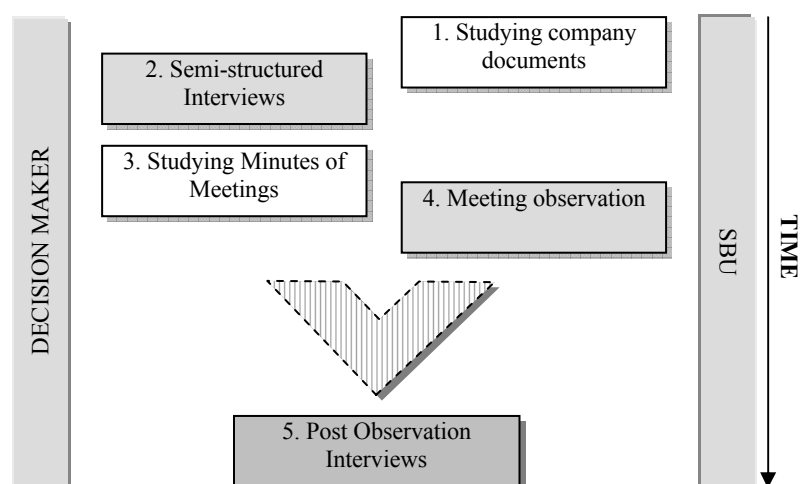 1. Studying company
documents
2. Semi-structured
Interviews
3. Studying Minutes of
Meetings
4. Meeting observation
DECISION MAKER
SBU
TIME
5. Post Observation
Interviews